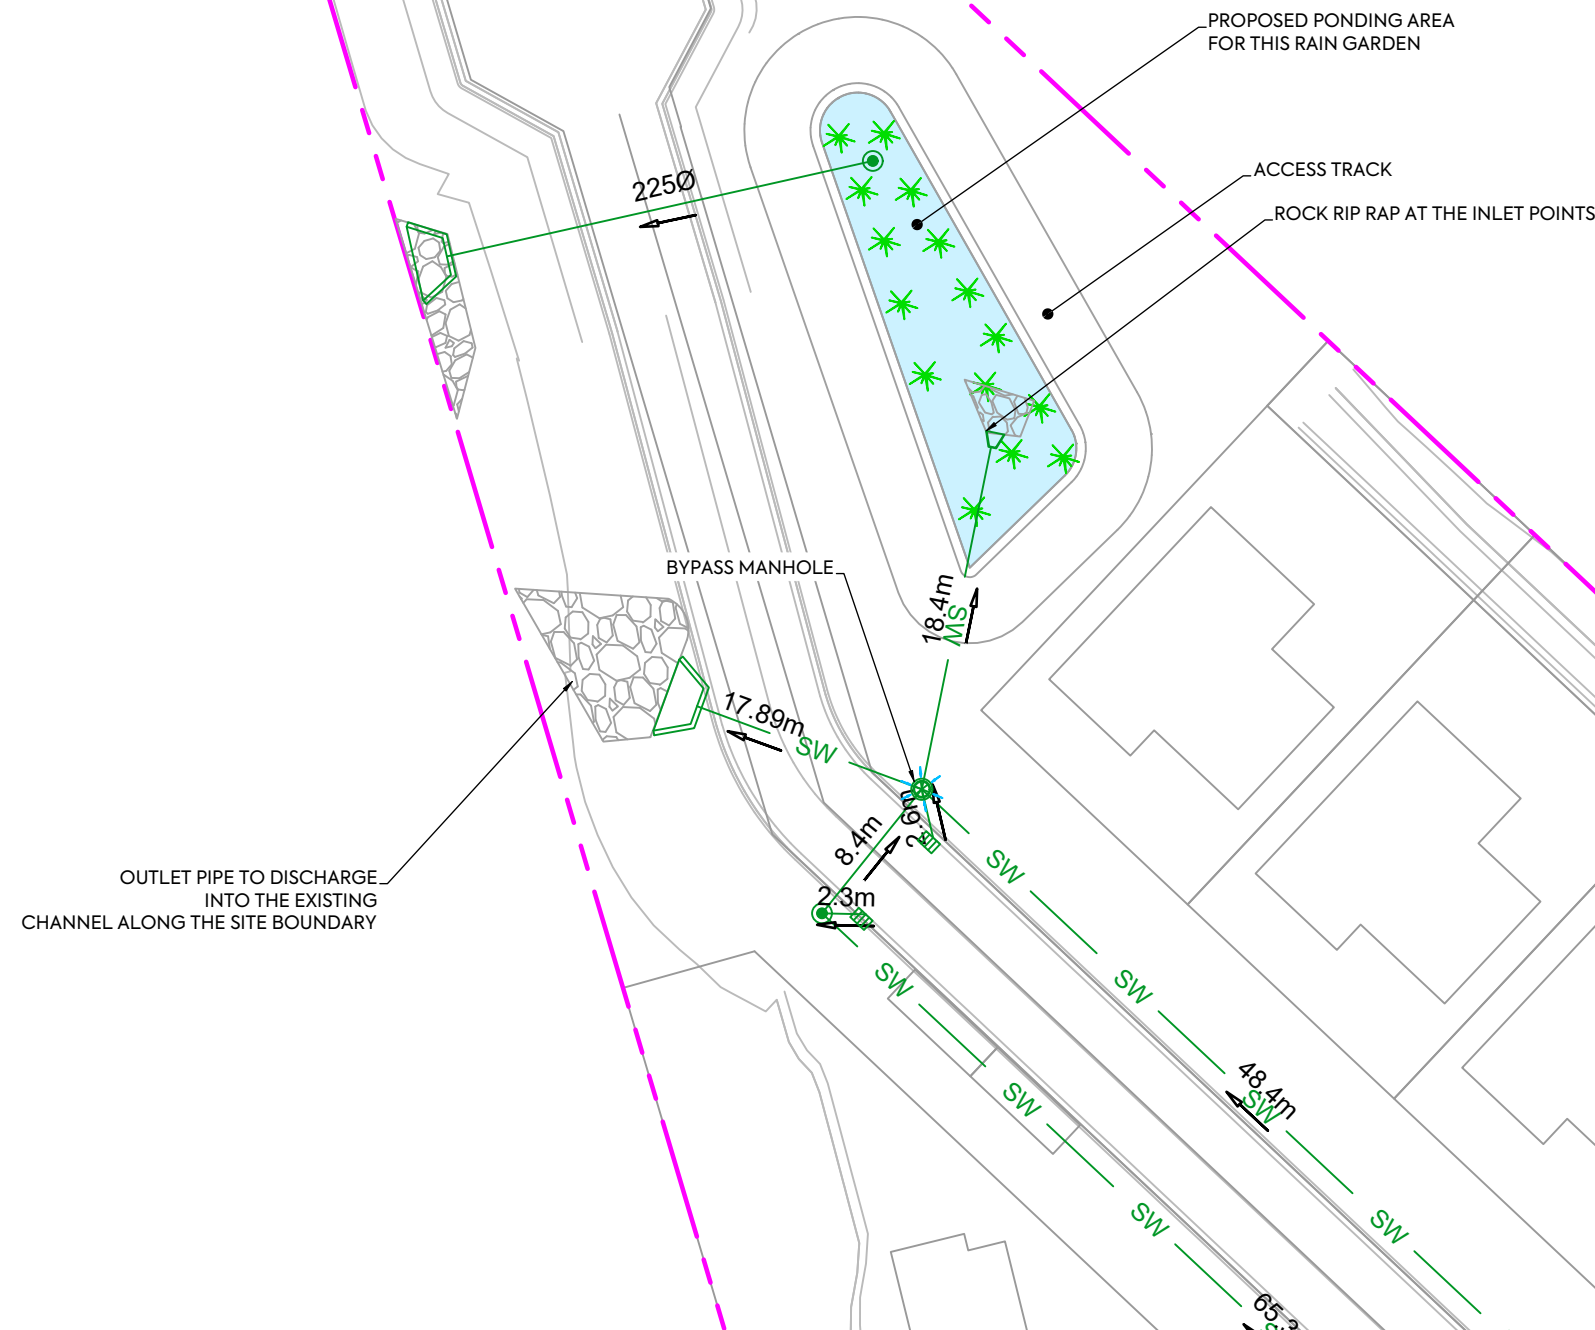 PROPOSED PONDING AREA
FOR THIS RAIN GARDEN
ACCESS TRACK
ROCK RIP RAP AT THE INLET POINTS
225Ø
BYPASS MANHOLE
18.4m
SW
17.89m
SW
2.6m
8.4m
2.3m
OUTLET PIPE TO DISCHARGE
INTO THE EXISTING
CHANNEL ALONG THE SITE BOUNDARY
SW
SW
SW
SW
48.4m
SW
SW
SW